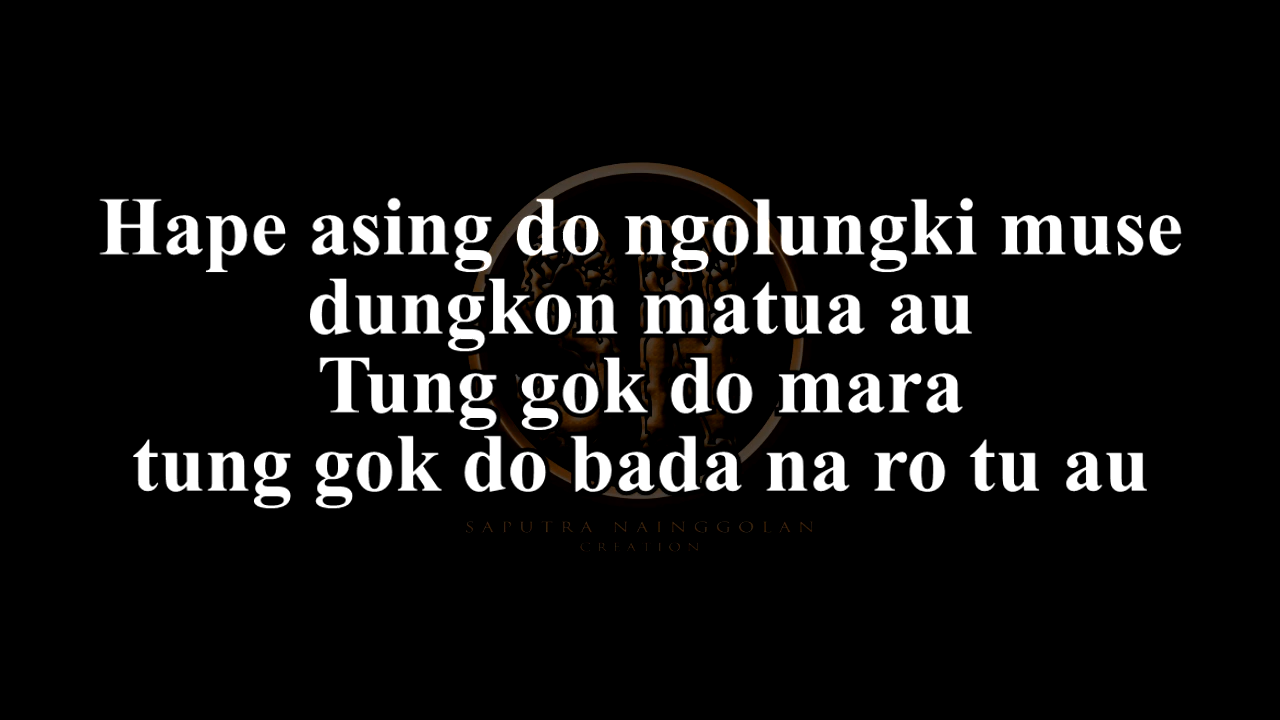 Hape asing do ngolungki muse
dungkon matua au
Tung gok do mara
tung gok do bada na ro tu au
SAPUTRA NAINGGOLAN
CREATION